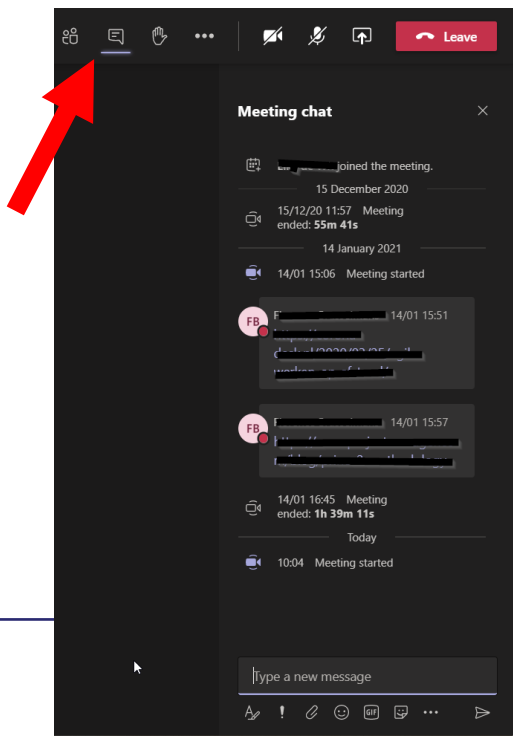 Leave
Meeting chat
joined the meeting.
15 December 2020
15/12/20 11:57 Meeting
ended: 55m 41s
14 January 2021
14/01 15:06 Meeting started
FB 14/01 15:51
FB 14/01 15:57
14/01 16:45 Meeting
ended: 1h 39m 11s
Today
10:04 Meeting started
Type a new message
GIF